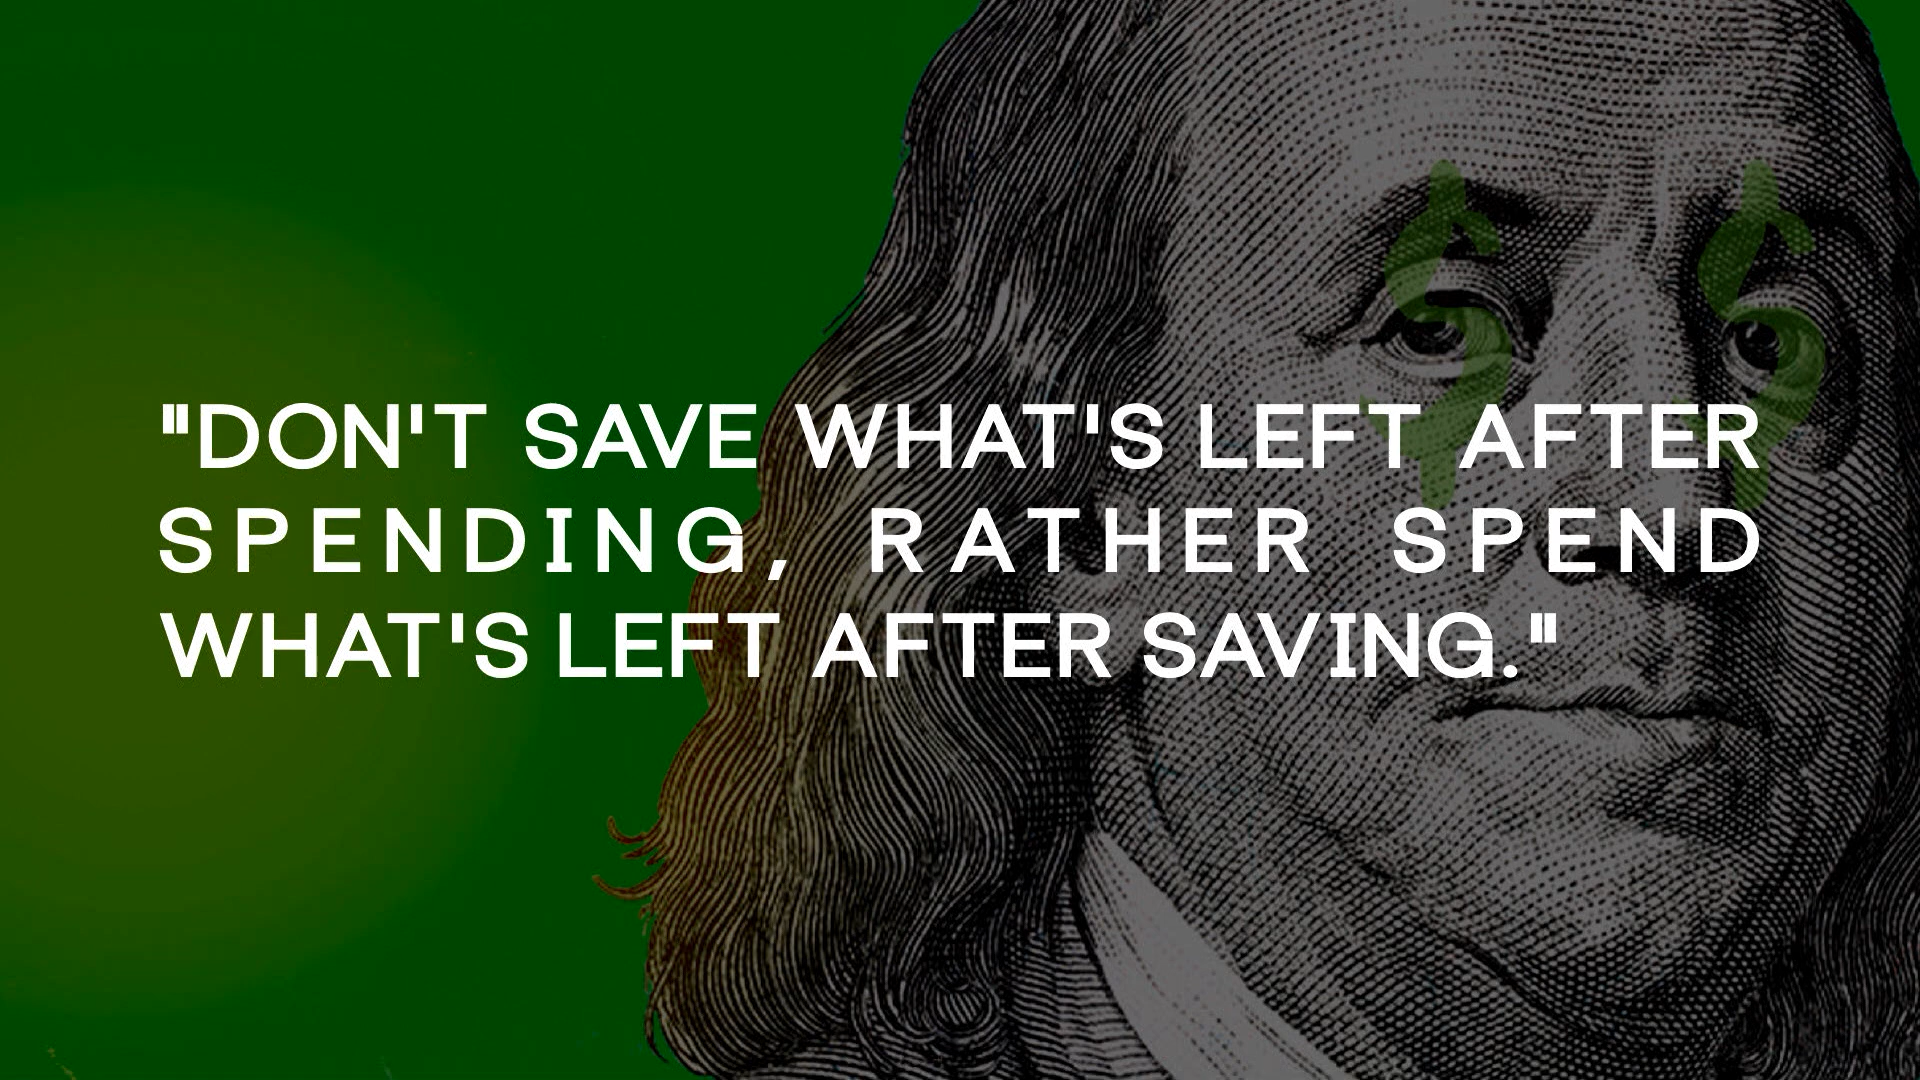 "DON'T SAVE WHAT'S LEFT AFTER
SPENDING, RATHER SPEND
WHAT'S LEFT AFTER SAVING."